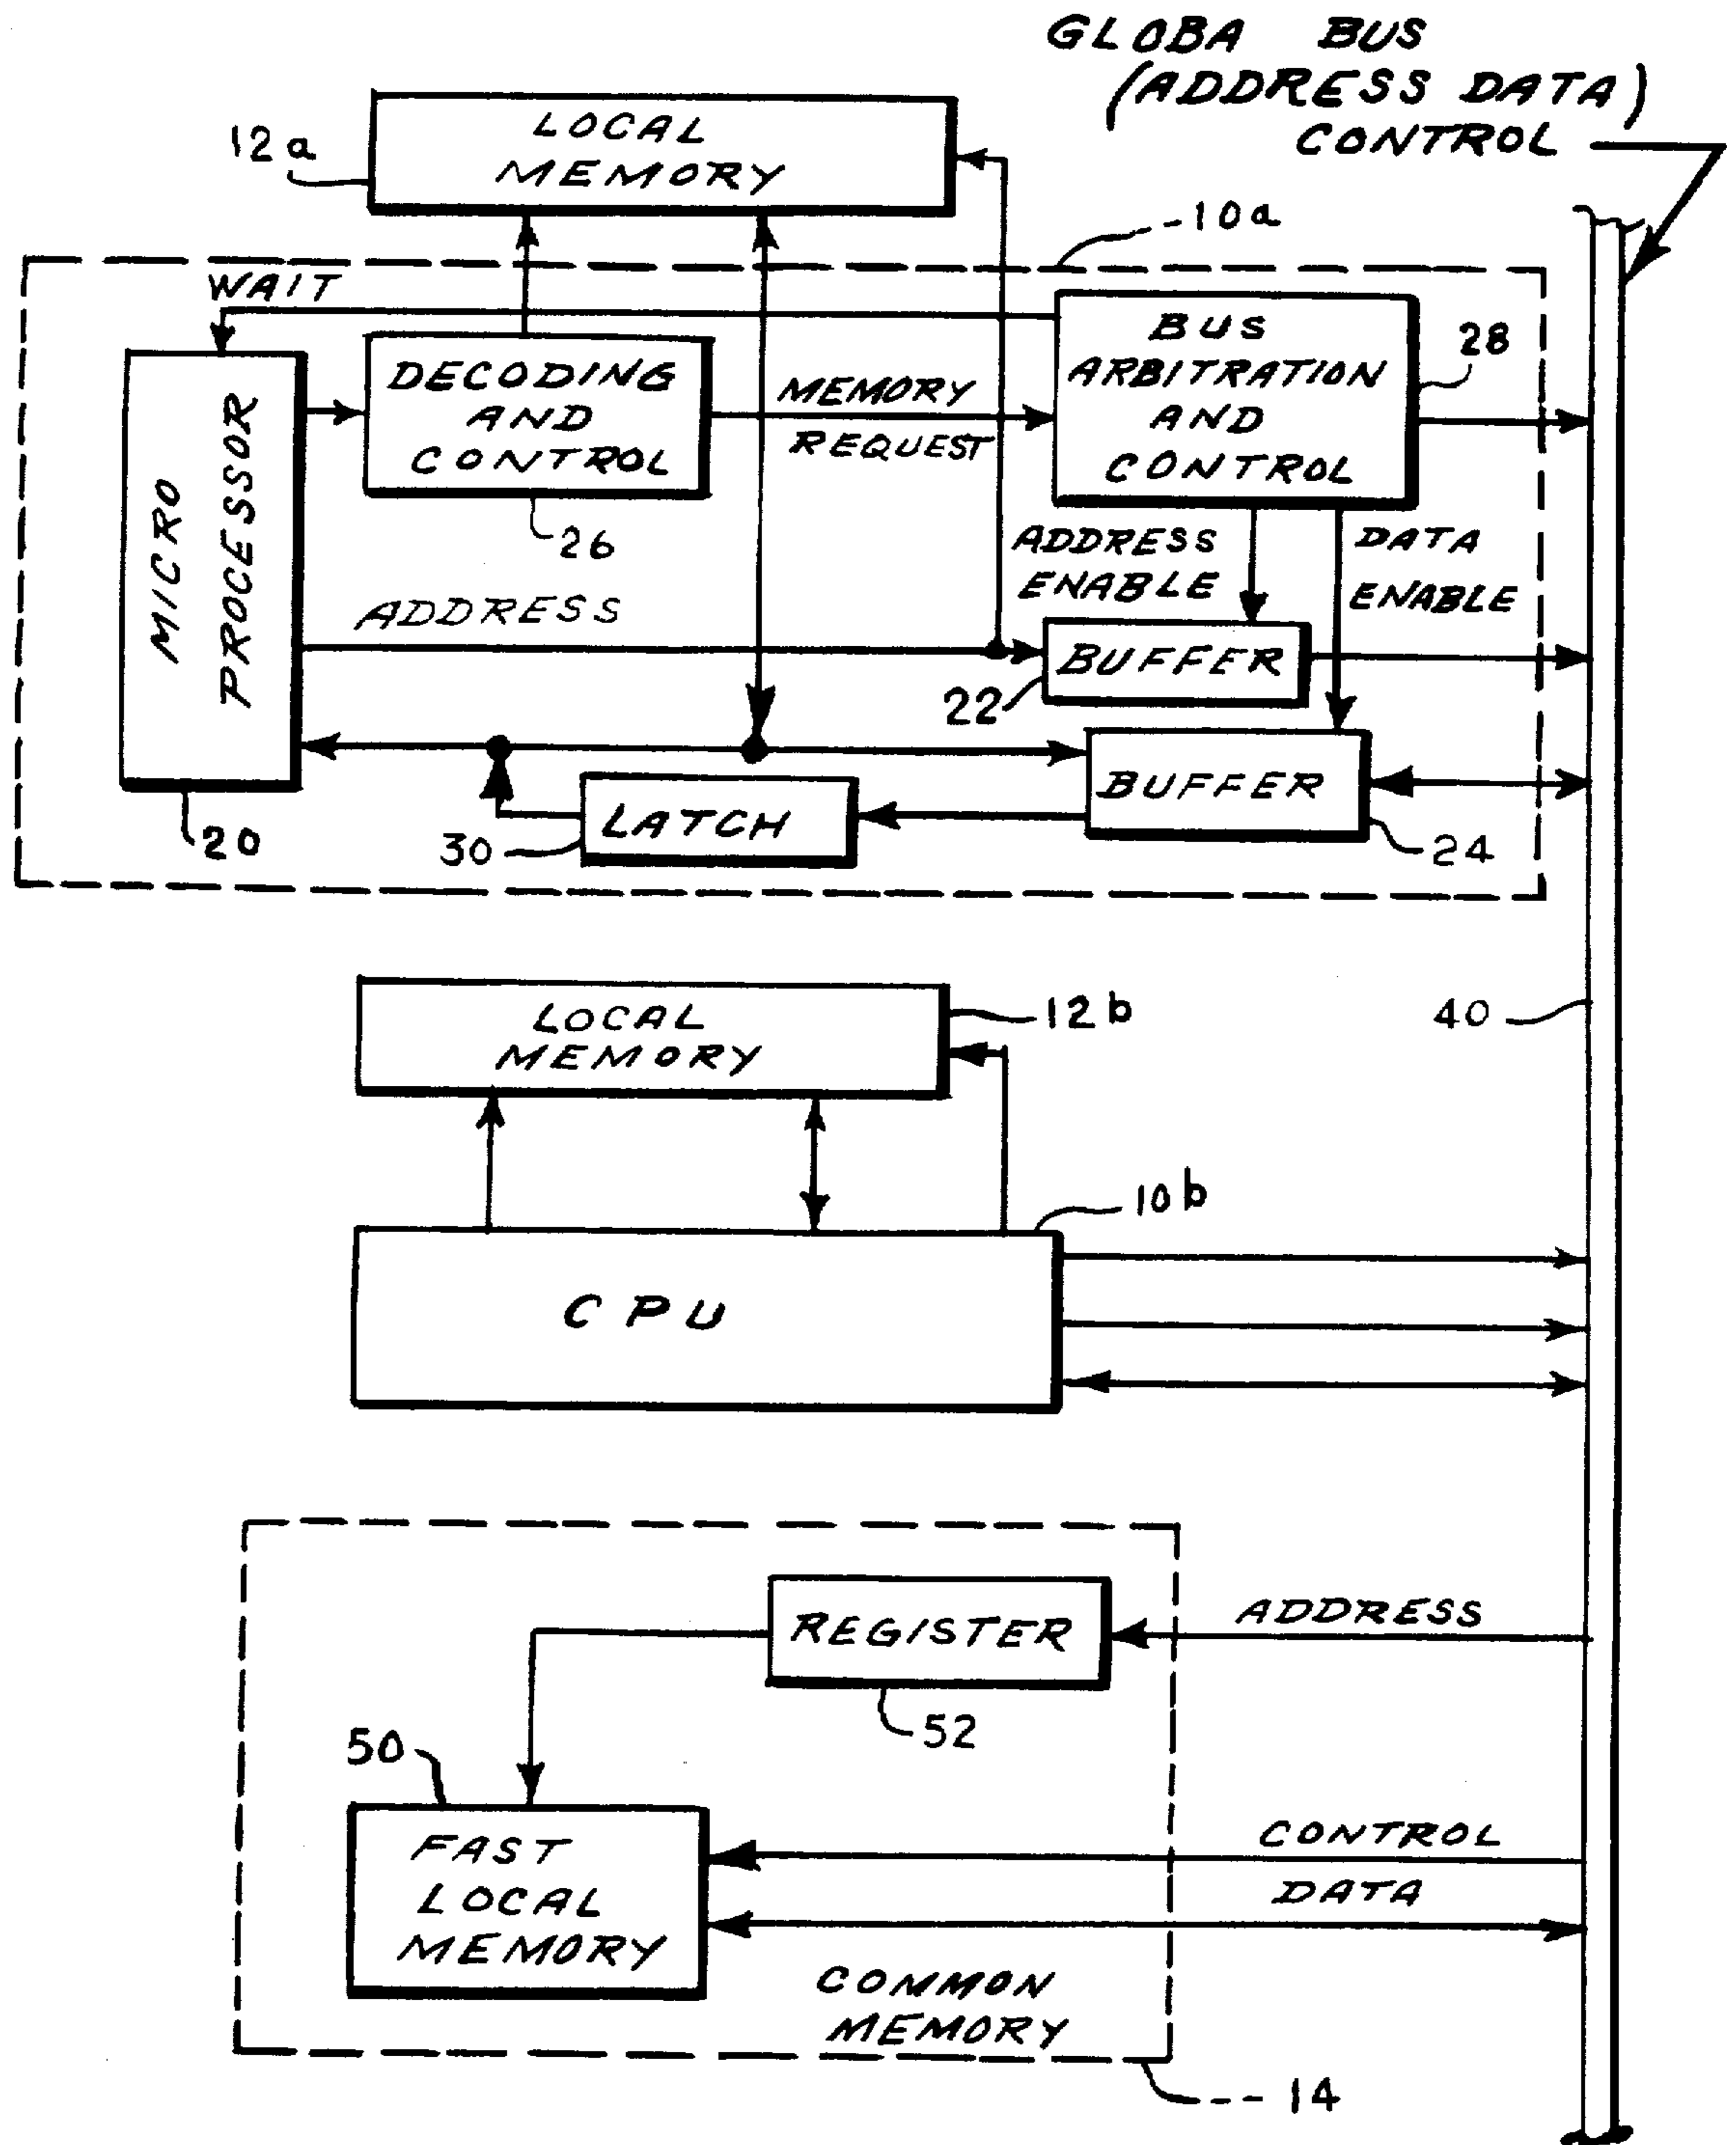 GLOBA BUS
(ADDRESS DATA)
CONTROL
LOCAL
MEMORY
12a
10a
WAIT
BUS
ARBITRATION
AND
CONTROL
28
DECODING
AND
CONTROL
26
MEMORY
REQUEST
MICRO
PROCESSOR
20
ADDRESS
ADDRESS
ENABLE
DATA
ENABLE
BUFFER
22
BUFFER
24
LATCH
30
LOCAL
MEMORY
12b
40
10b
CPU
REGISTER
52
ADDRESS
50
FAST
LOCAL
MEMORY
CONTROL
DATA
COMMON
MEMORY
14